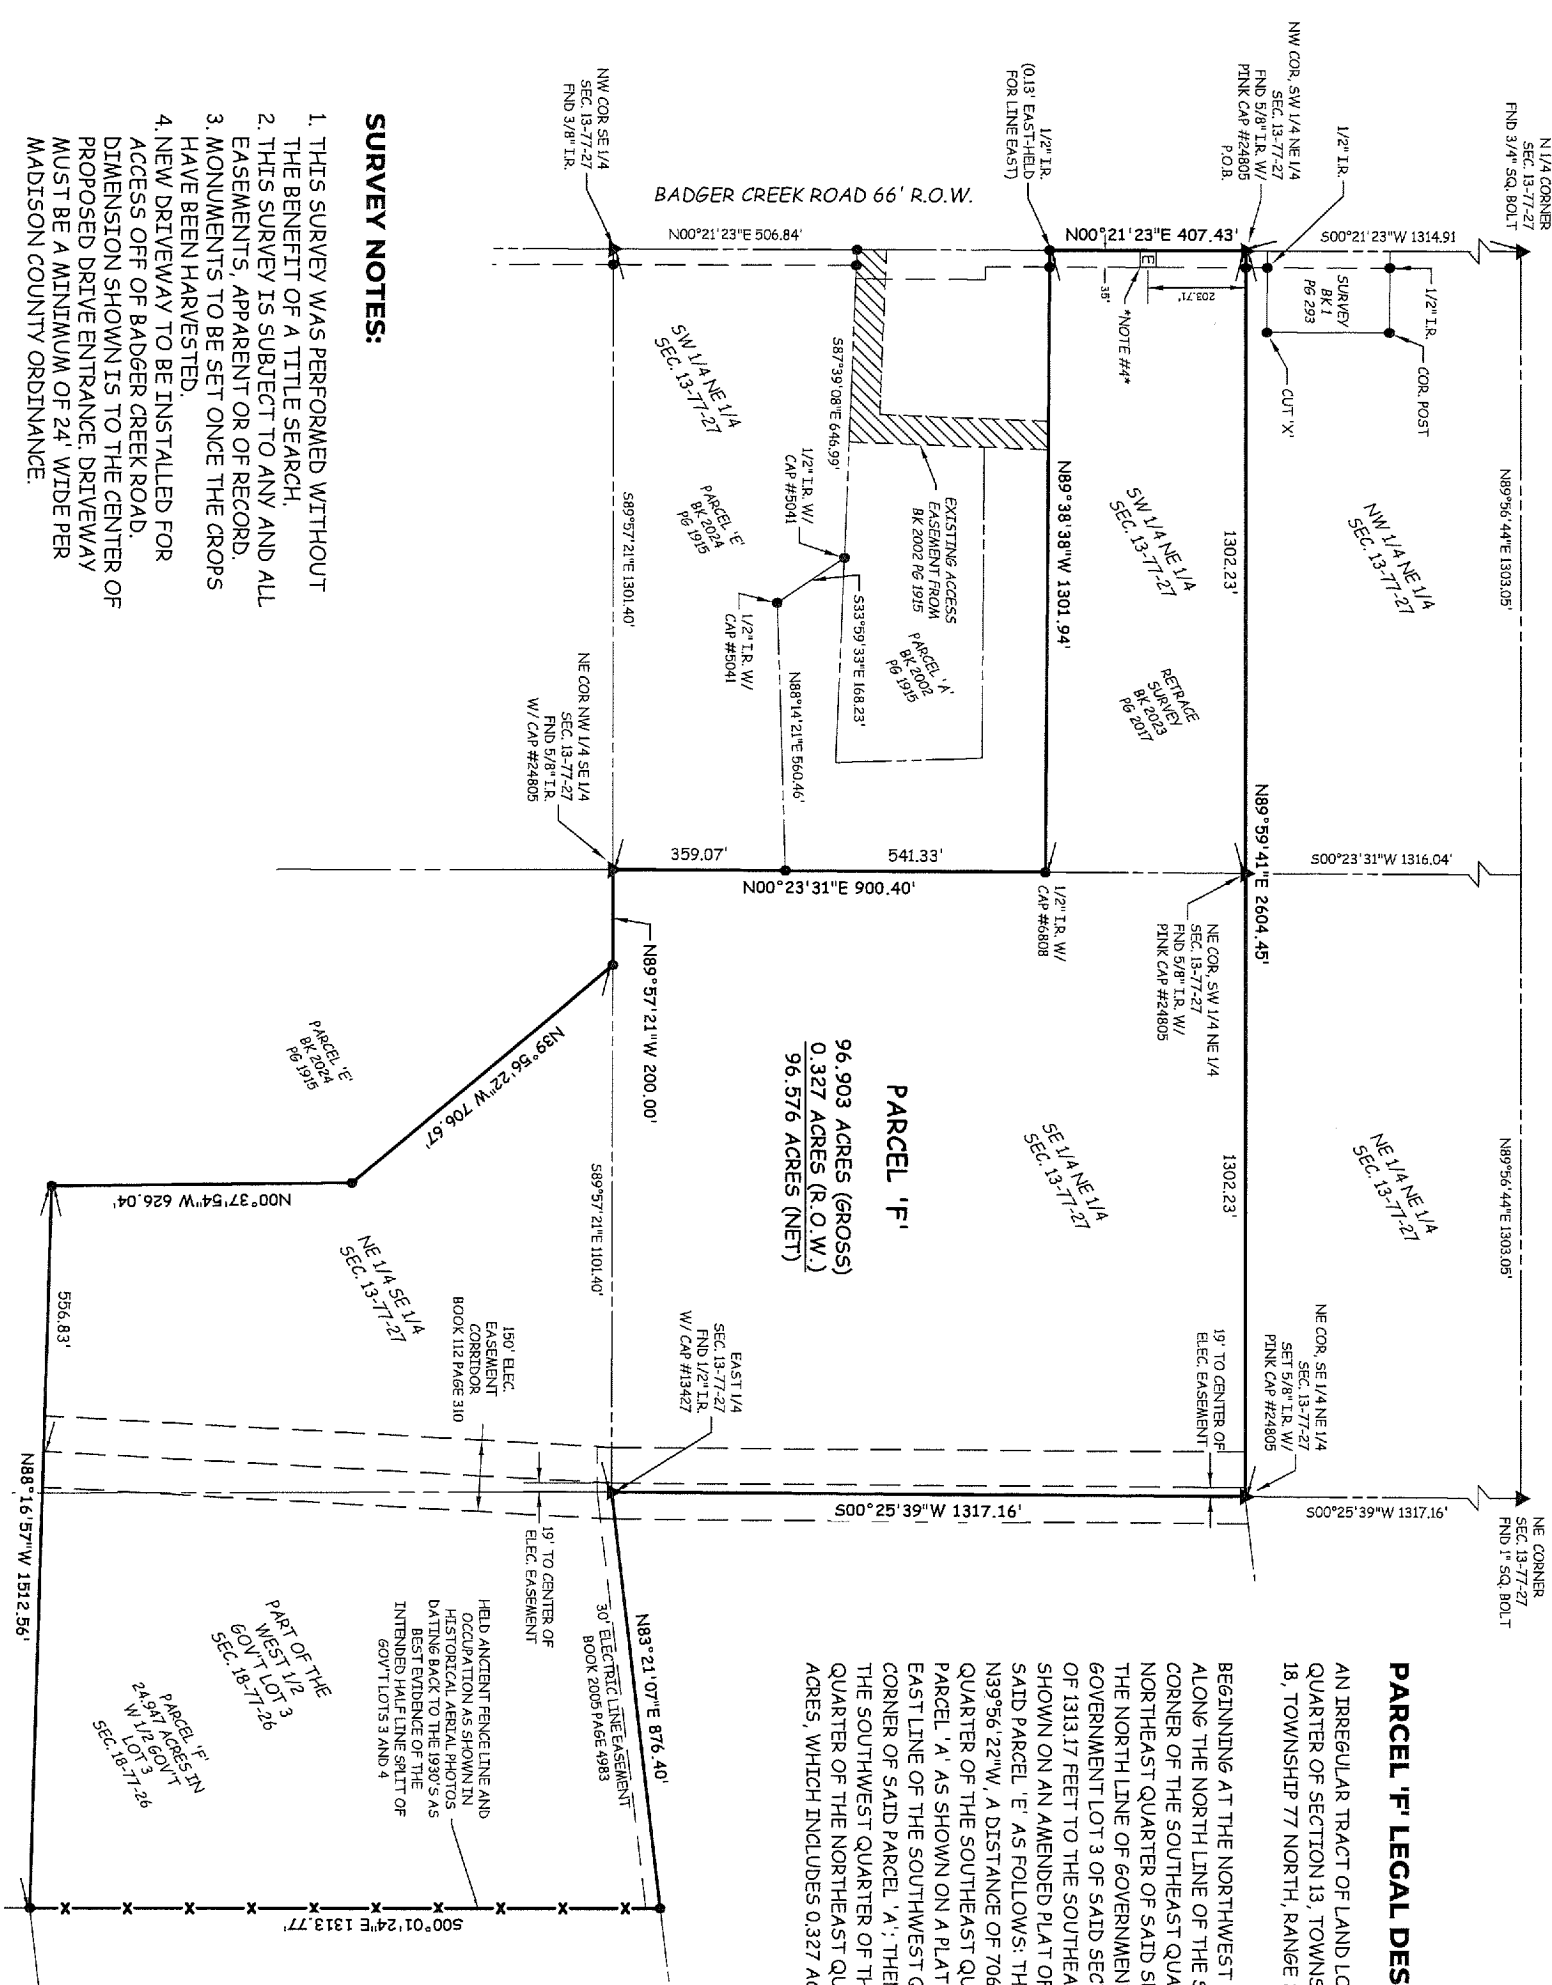 N 1/4 CORNER
SEC. 13-77-27
FND 3/4" SQ. BOLT
N89°56'44"E 1303.05'
N89°56'44"E 1303.05'
NE CORNER
SEC. 13-77-27
FND 1" SQ. BOLT
S00°21'23"W 1314.91
S00°23'31"W 1316.04'
S00°25'39"W 1317.16'
1/2" I.R.
COR. POST
SURVEY
BK 1
PG 293
1/2" I.R.
CUT 'X'
NW 1/4 NE 1/4
SEC. 13-77-27
NE 1/4 NE 1/4
SEC. 13-77-27
NW COR, SW 1/4 NE 1/4
SEC. 13-77-27
FND 5/8" I.R. W/
PINK CAP #24805
P.O.B.
1302.23'
N89°59'41"E 2604.45'
1302.23'
NE COR, SW 1/4 NE 1/4
SEC. 13-77-27
FND 5/8" I.R. W/
PINK CAP #24805
NE COR, SE 1/4 NE 1/4
SEC. 13-77-27
SET 5/8" I.R. W/
PINK CAP #24805
19' TO CENTER OF
ELEC. EASEMENT
N00°21'23"E 407.43'
203.71'
35'
E
*NOTE #4*
SW 1/4 NE 1/4
SEC. 13-77-27
RETRACE
SURVEY
BK 2023
PG 2017
SE 1/4 NE 1/4
SEC. 13-77-27
1/2" I.R.
(0.13' EAST-HELD
FOR LINE EAST)
N89°38'38"W 1301.94'
1/2" I.R. W/
CAP #6808
BADGER CREEK ROAD 66' R.O.W.
N00°21'23"E 506.84'
EXISTING ACCESS
EASEMENT FROM
BK 2002 PG 1915
PARCEL 'A'
BK 2002
PG 1915
S87°39'08"E 646.99'
1/2" I.R. W/
CAP #5041
S33°59'33"E 168.23'
1/2" I.R. W/
CAP #5041
N88°14'21"E 560.46'
SW 1/4 NE 1/4
SEC. 13-77-27
PARCEL 'E'
BK 2024
PG 1915
541.33'
359.07'
N00°23'31"E 900.40'
PARCEL 'F'
96.903 ACRES (GROSS)
0.327 ACRES (R.O.W.)
96.576 ACRES (NET)
S00°25'39"W 1317.16'
NW COR SE 1/4
SEC. 13-77-27
FND 3/8" I.R.
S89°57'21"E 1301.40'
NE COR NW 1/4 SE 1/4
SEC. 13-77-27
FND 5/8" I.R.
W/ CAP #24805
N89°57'21"W 200.00'
S89°57'21"E 1101.40'
EAST 1/4
SEC. 13-77-27
FND 1/2" I.R.
W/ CAP #13427
N39°56'22"W 706.67'
PARCEL 'E'
BK 2024
PG 1915
N00°37'54"W 626.04'
NE 1/4 SE 1/4
SEC. 13-77-27
150' ELEC.
EASEMENT
CORRIDOR
BOOK 112 PAGE 310
19' TO CENTER OF
ELEC. EASEMENT
N83°21'07"E 876.40'
30' ELECTRIC LINE EASEMENT
BOOK 2005 PAGE 4983
HELD ANCIENT FENCE LINE AND
OCCUPATION AS SHOWN IN
HISTORICAL AERIAL PHOTOS
DATING BACK TO THE 1930'S AS
BEST EVIDENCE OF THE
INTENDED HALF LINE SPLIT OF
GOV'T LOTS 3 AND 4
PART OF THE
WEST 1/2
GOV'T LOT 3
SEC. 18-77-26
PARCEL 'F'
24.947 ACRES IN
W 1/2 GOV'T
LOT 3
SEC. 18-77-26
X X X X X X X X X X
S00°01'24"E 1313.77'
556.83'
N88°16'57"W 1512.56'
SURVEY NOTES:
1. THIS SURVEY WAS PERFORMED WITHOUT
THE BENEFIT OF A TITLE SEARCH.
2. THIS SURVEY IS SUBJECT TO ANY AND ALL
EASEMENTS, APPARENT OR OF RECORD.
3. MONUMENTS TO BE SET ONCE THE CROPS
HAVE BEEN HARVESTED.
4. NEW DRIVEWAY TO BE INSTALLED FOR
ACCESS OFF OF BADGER CREEK ROAD.
DIMENSION SHOWN IS TO THE CENTER OF
PROPOSED DRIVE ENTRANCE. DRIVEWAY
MUST BE A MINIMUM OF 24' WIDE PER
MADISON COUNTY ORDINANCE.
PARCEL 'F' LEGAL DES
AN IRREGULAR TRACT OF LAND LO
QUARTER OF SECTION 13, TOWNS
18, TOWNSHIP 77 NORTH, RANGE
BEGINNING AT THE NORTHWEST
ALONG THE NORTH LINE OF THE S
CORNER OF THE SOUTHEAST QUA
NORTHEAST QUARTER OF SAID S
THE NORTH LINE OF GOVERNMEN
GOVERNMENT LOT 3 OF SAID SEC
OF 1313.17 FEET TO THE SOUTHEA
SHOWN ON AN AMENDED PLAT OF
SAID PARCEL 'E' AS FOLLOWS: TH
N39°56'22"W, A DISTANCE OF 706
QUARTER OF THE SOUTHEAST QU
PARCEL 'A' AS SHOWN ON A PLAT
EAST LINE OF THE SOUTHWEST Q
CORNER OF SAID PARCEL 'A'; THE
THE SOUTHWEST QUARTER OF TH
QUARTER OF THE NORTHEAST QU
ACRES, WHICH INCLUDES 0.327 A